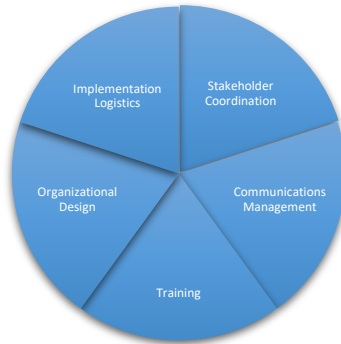 Implementation
Logistics
Stakeholder
Coordination
Organizational
Design
Communications
Management
Training